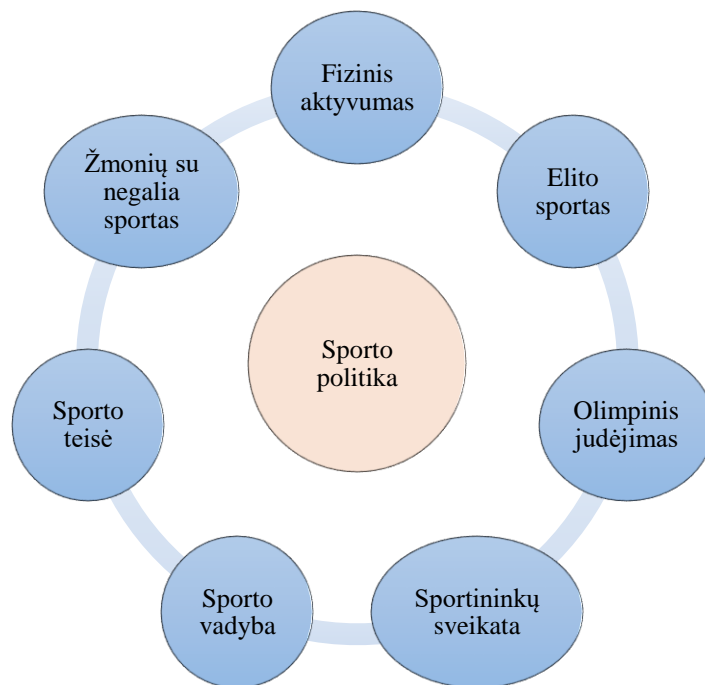 Fizinis
aktyvumas
Elito
sportas
Olimpinis
judėjimas
Sportininkų
sveikata
Sporto
vadyba
Sporto
teisė
Žmonių su
negalia
sportas
Sporto
politika